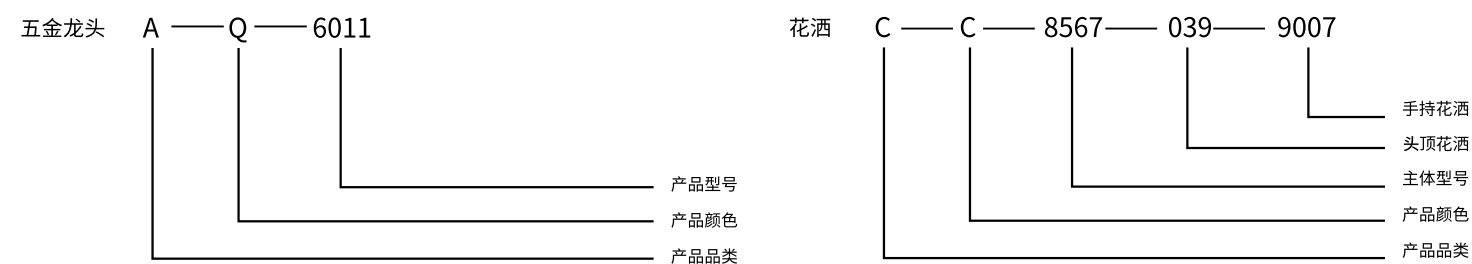 五金龙头 A — Q — 6011
产品型号
产品颜色
产品品类
花洒 C — C — 8567 — 039 — 9007
手持花洒
头顶花洒
主体型号
产品颜色
产品品类